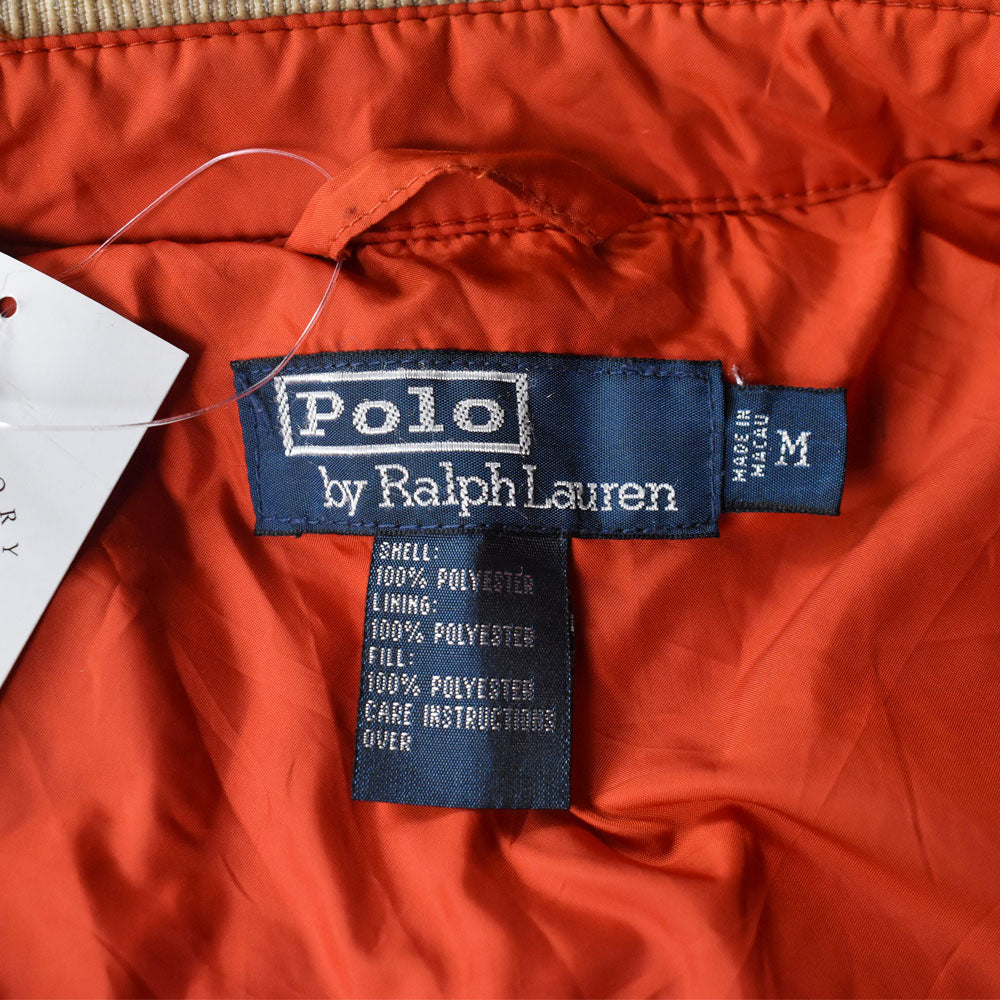 Polo
by Ralph Lauren
MADE IN
MACAU
M
SHELL:
100% POLYESTER
LINING:
100% POLYESTER
FILL:
100% POLYESTER
CARE INSTRUCTIONS
OVER
ORY